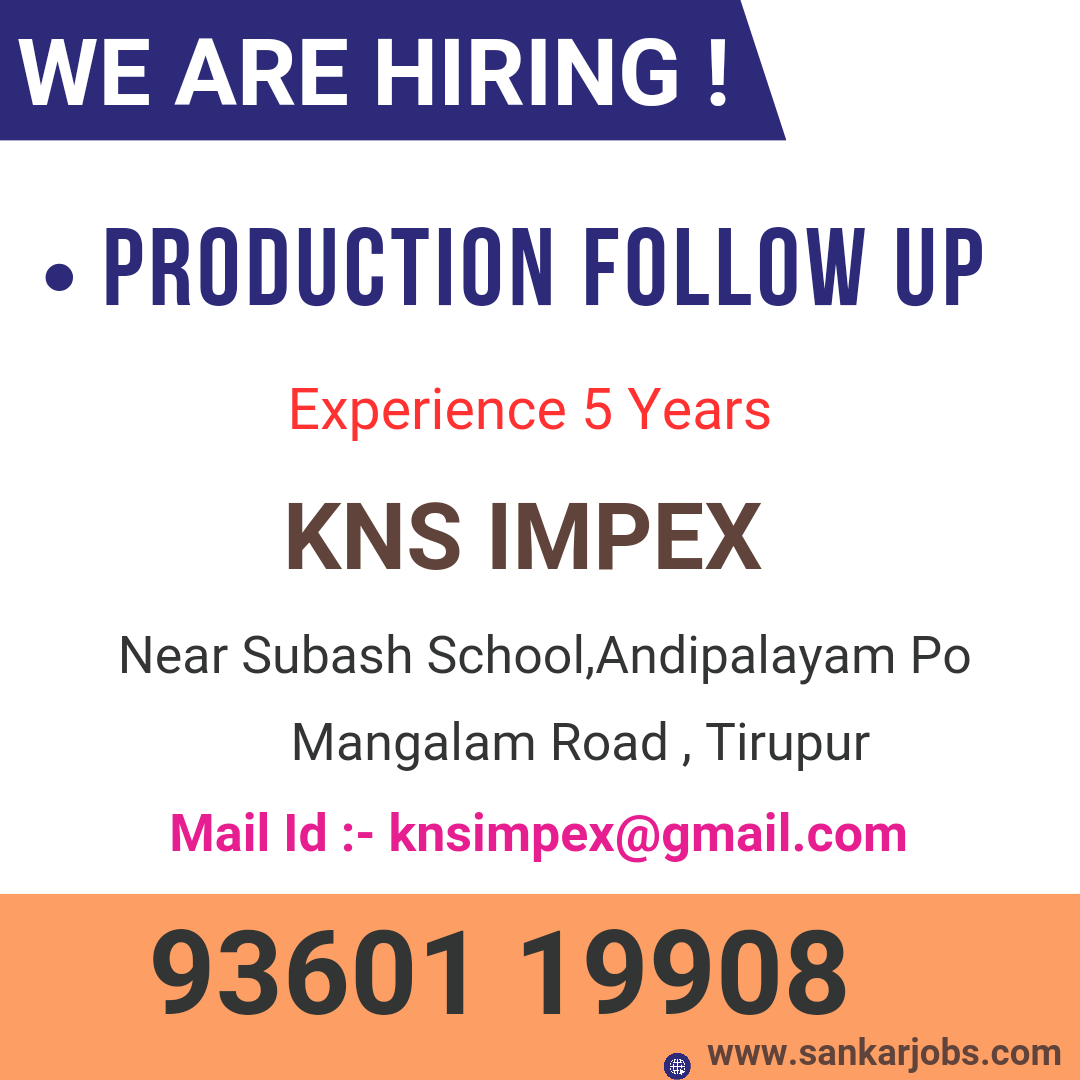 WE ARE HIRING !
• PRODUCTION FOLLOW UP
Experience 5 Years
KNS IMPEX
Near Subash School,Andipalayam Po
Mangalam Road , Tirupur
Mail Id :- knsimpex@gmail.com
93601 19908
www.sankarjobs.com